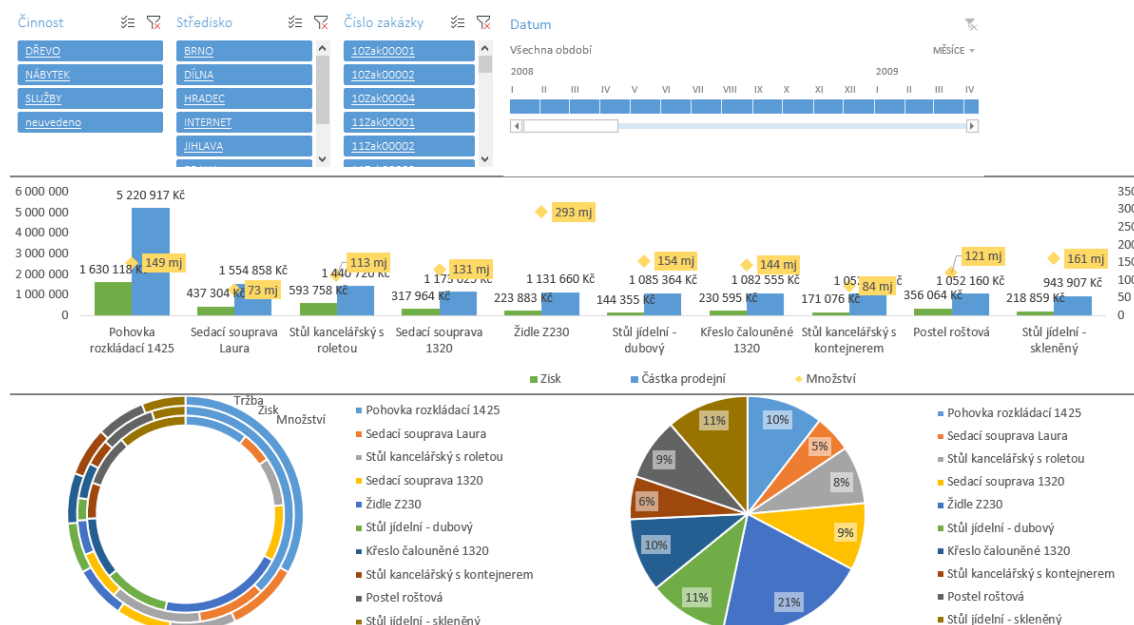 Činnost
Středisko
Číslo zakázky
Datum
DŘEVO
NÁBYTEK
SLUŽBY
neuvedeno
BRNO
DÍLNA
HRADEC
INTERNET
JIHLAVA
10Zak00001
10Zak00002
10Zak00004
11Zak00001
11Zak00002
Všechna období
MĚSÍCE
2008
2009
I II III IV V VI VII VIII IX X XI XII I II III IV
6 000 000
5 000 000
4 000 000
3 000 000
2 000 000
1 000 000
0
5 220 917 Kč
1 630 118 Kč
149 mj
1 554 858 Kč
437 304 Kč
73 mj
113 mj
593 758 Kč
131 mj
317 964 Kč
293 mj
1 131 660 Kč
223 883 Kč
154 mj
1 085 364 Kč
144 355 Kč
144 mj
1 082 555 Kč
230 595 Kč
84 mj
171 076 Kč
121 mj
1 052 160 Kč
356 064 Kč
161 mj
943 907 Kč
218 859 Kč
350
300
250
200
150
100
50
0
Pohovka
rozkládací 1425
Sedací souprava
Laura
Stůl kancelářský s
roletou
Sedací souprava
1320
Židle Z230
Stůl jídelní -
dubový
Křeslo čalouněné
1320
Stůl kancelářský s
kontejnerem
Postel roštová
Stůl jídelní -
skleněný
Zisk
Částka prodejní
Množství
Tržba
Zisk
Množství
Pohovka rozkládací 1425
Sedací souprava Laura
Stůl kancelářský s roletou
Sedací souprava 1320
Židle Z230
Stůl jídelní - dubový
Křeslo čalouněné 1320
Stůl kancelářský s kontejnerem
Postel roštová
Stůl jídelní - skleněný
10%
5%
8%
9%
21%
11%
10%
6%
9%
11%
Pohovka rozkládací 1425
Sedací souprava Laura
Stůl kancelářský s roletou
Sedací souprava 1320
Židle Z230
Stůl jídelní - dubový
Křeslo čalouněné 1320
Stůl kancelářský s kontejnerem
Postel roštová
Stůl jídelní - skleněný